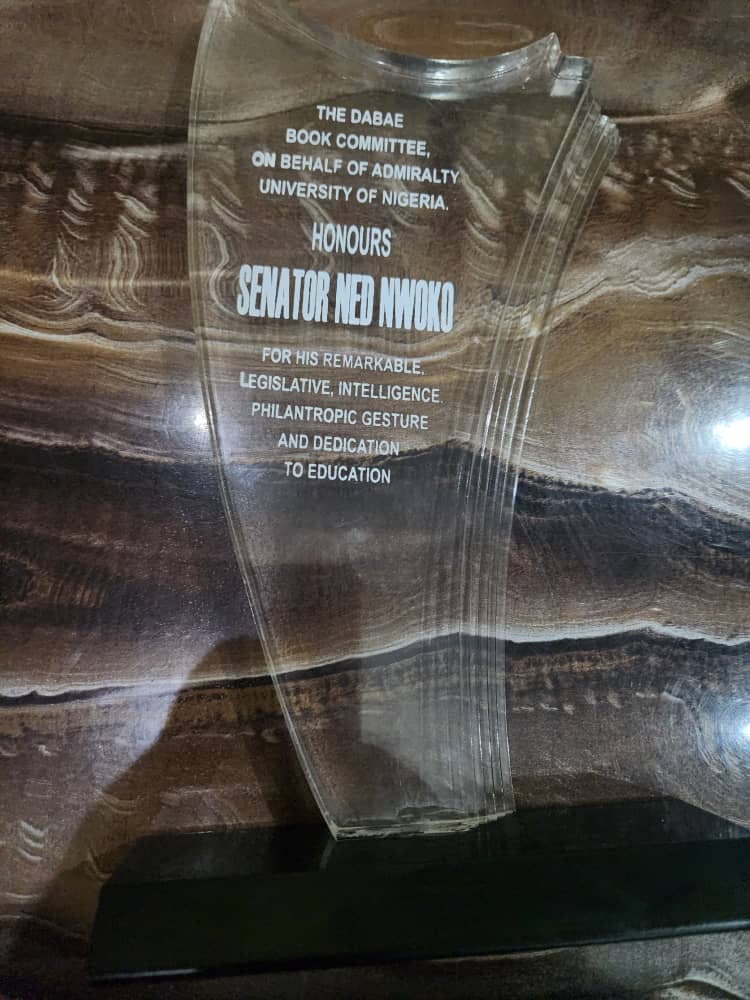 THE DABAE
BOOK COMMITTEE,
ON BEHALF OF ADMIRALTY
UNIVERSITY OF NIGERIA.
HONOURS
SENATOR NED NWOKO
FOR HIS REMARKABLE,
LEGISLATIVE, INTELLIGENCE.
PHILANTROPIC GESTURE
AND DEDICATION
TO EDUCATION